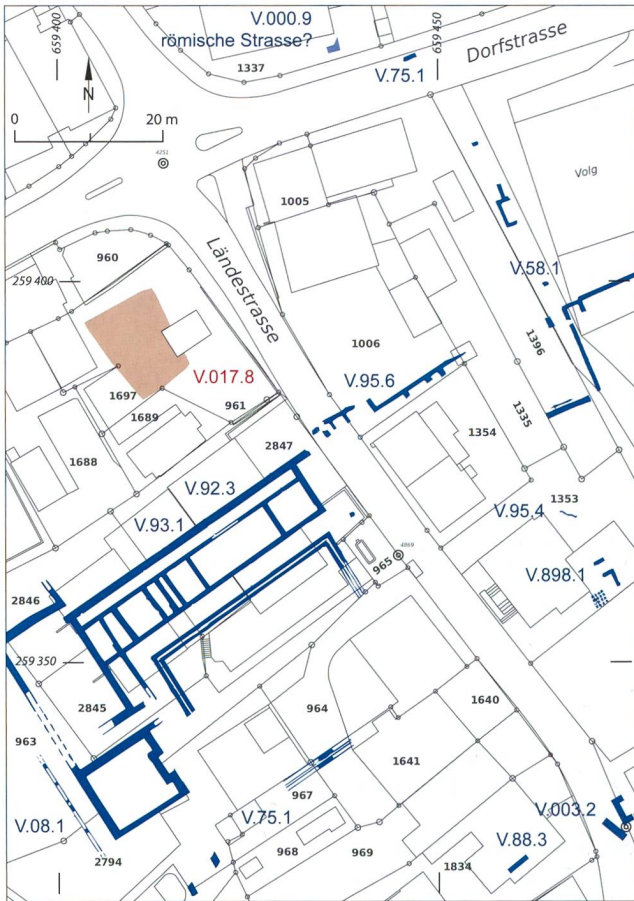 659 400
V.000.9
römische Strasse?
1337
659 450
V.75.1
Dorfstrasse
N
0
20 m
4251
Volg
1005
960
Ländestrasse
259 400
V.58.1
1006
1396
V.017.8
V.95.6
1697
961
1689
1335
2847
1354
1688
V.92.3
1353
V.93.1
V.95.4
4869
965
V.898.1
2846
259 350
964
1640
2845
963
1641
967
V.003.2
V.75.1
V.08.1
968
969
V.88.3
2794
1834